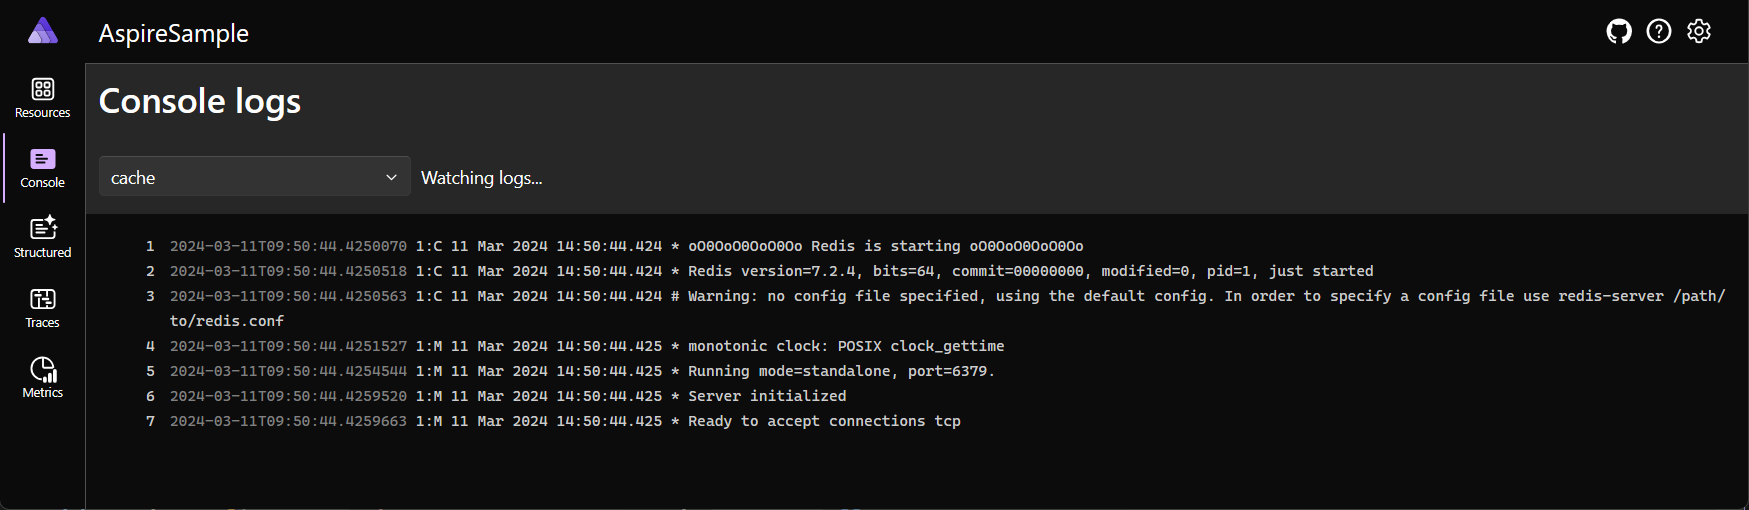 AspireSample
Resources
Console
Structured
Traces
Metrics
Console logs
cache
Watching logs...
1 2024-03-11T09:50:44.4250070 1:C 11 Mar 2024 14:50:44.424 * oO0OoO0OoO0Oo Redis is starting oO0OoO0OoO0Oo
2 2024-03-11T09:50:44.4250518 1:C 11 Mar 2024 14:50:44.424 * Redis version=7.2.4, bits=64, commit=00000000, modified=0, pid=1, just started
3 2024-03-11T09:50:44.4250563 1:C 11 Mar 2024 14:50:44.424 # Warning: no config file specified, using the default config. In order to specify a config file use redis-server /path/
to/redis.conf
4 2024-03-11T09:50:44.4251527 1:M 11 Mar 2024 14:50:44.425 * monotonic clock: POSIX clock_gettime
5 2024-03-11T09:50:44.4254544 1:M 11 Mar 2024 14:50:44.425 * Running mode=standalone, port=6379.
6 2024-03-11T09:50:44.4259520 1:M 11 Mar 2024 14:50:44.425 * Server initialized
7 2024-03-11T09:50:44.4259663 1:M 11 Mar 2024 14:50:44.425 * Ready to accept connections tcp